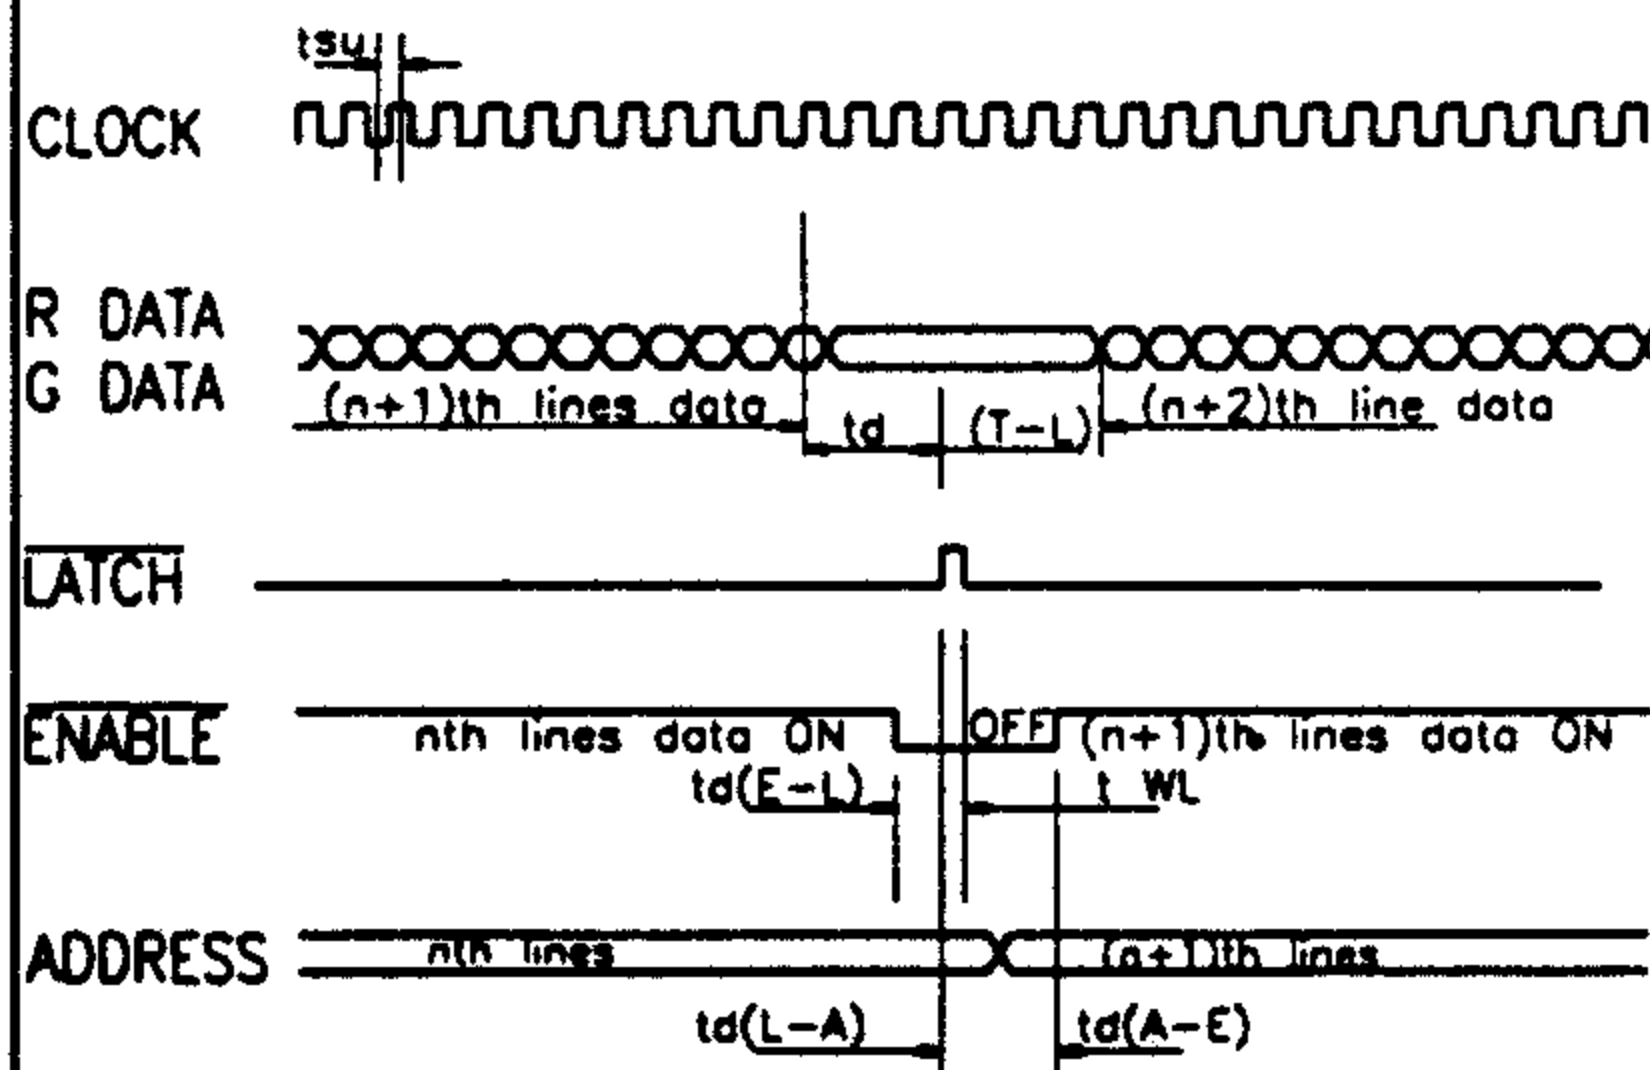 tsu
CLOCK
R DATA
G DATA
(n+1)th lines data
td
(T-L)
(n+2)th line data
LATCH
ENABLE
nth lines data ON
OFF
(n+1)th lines data ON
td(E-L)
t WL
ADDRESS
nth lines
(n+1)th lines
td(L-A)
td(A-E)